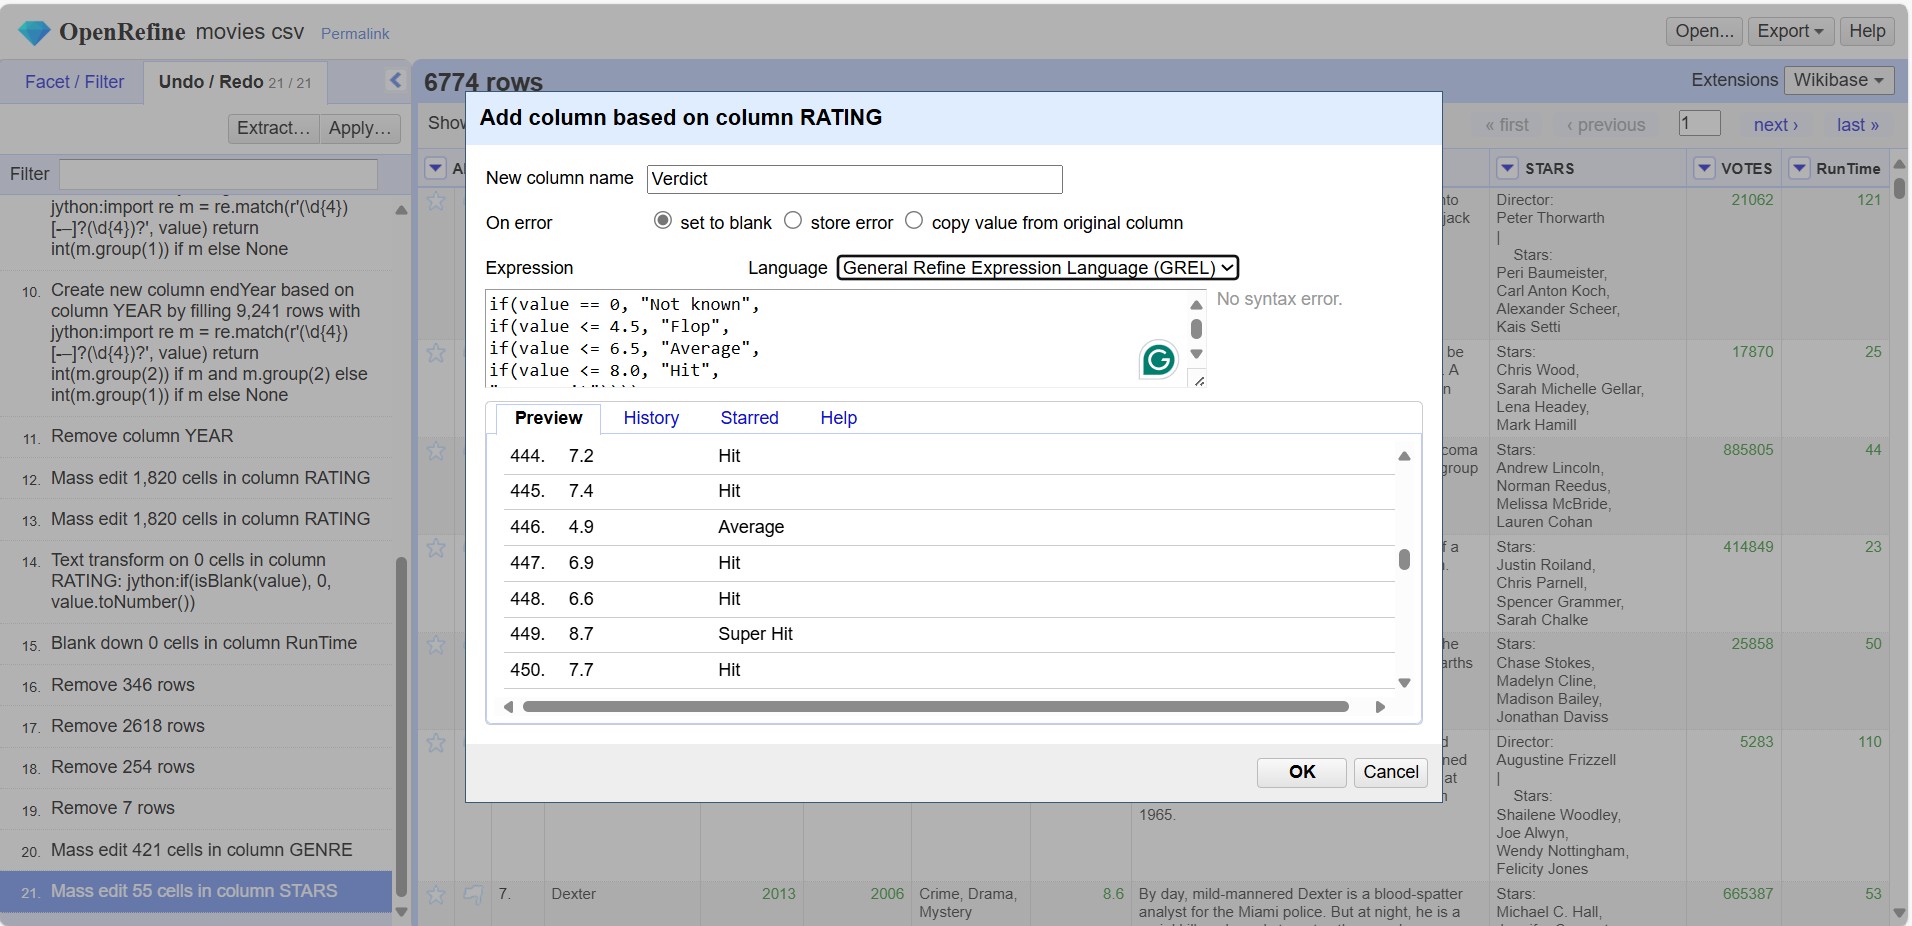 OpenRefine movies csv Permalink
Open... Export Help
Facet / Filter Undo / Redo 21 / 21
Extract... Apply...
Filter
jython:import re m = re.match(r'(\d{4})
[-–]?(\d{4})?', value) return
int(m.group(1)) if m else None
10. Create new column endYear based on
column YEAR by filling 9,241 rows with
jython:import re m = re.match(r'(\d{4})
[-–]?(\d{4})?', value) return
int(m.group(2)) if m and m.group(2) else
int(m.group(1)) if m else None
11. Remove column YEAR
12. Mass edit 1,820 cells in column RATING
13. Mass edit 1,820 cells in column RATING
14. Text transform on 0 cells in column
RATING: jython:if(isBlank(value), 0,
value.toNumber())
15. Blank down 0 cells in column RunTime
16. Remove 346 rows
17. Remove 2618 rows
18. Remove 254 rows
19. Remove 7 rows
20. Mass edit 421 cells in column GENRE
21. Mass edit 55 cells in column STARS
6774 rows
Extensions Wikibase
« first ‹ previous 1 next › last »
Add column based on column RATING
New column name Verdict
On error set to blank store error copy value from original column
Expression Language General Refine Expression Language (GREL)
if(value == 0, "Not known",
if(value <= 4.5, "Flop",
if(value <= 6.5, "Average",
if(value <= 8.0, "Hit",
No syntax error.
Preview History Starred Help
444. 7.2 Hit
445. 7.4 Hit
446. 4.9 Average
447. 6.9 Hit
448. 6.6 Hit
449. 8.7 Super Hit
450. 7.7 Hit
OK Cancel
STARS VOTES RunTime
Director: 21062 121
Peter Thorwarth
|
Stars:
Peri Baumeister,
Carl Anton Koch,
Alexander Scheer,
Kais Setti
be Stars: 17870 25
A Chris Wood,
Sarah Michelle Gellar,
Lena Headey,
Mark Hamill
Stars: 885805 44
group Andrew Lincoln,
Norman Reedus,
Melissa McBride,
Lauren Cohan
f a Stars: 414849 23
Justin Roiland,
Chris Parnell,
Spencer Grammer,
Sarah Chalke
Stars: 25858 50
Chase Stokes,
Madelyn Cline,
Madison Bailey,
Jonathan Daviss
Director: 5283 110
Augustine Frizzell
at |
Stars:
1965. Shailene Woodley,
Joe Alwyn,
Wendy Nottingham,
Felicity Jones
7. Dexter 2013 2006 Crime, Drama, 8.6 By day, mild-mannered Dexter is a blood-spatter Stars: 665387 53
Mystery analyst for the Miami police. But at night, he is a Michael C. Hall,